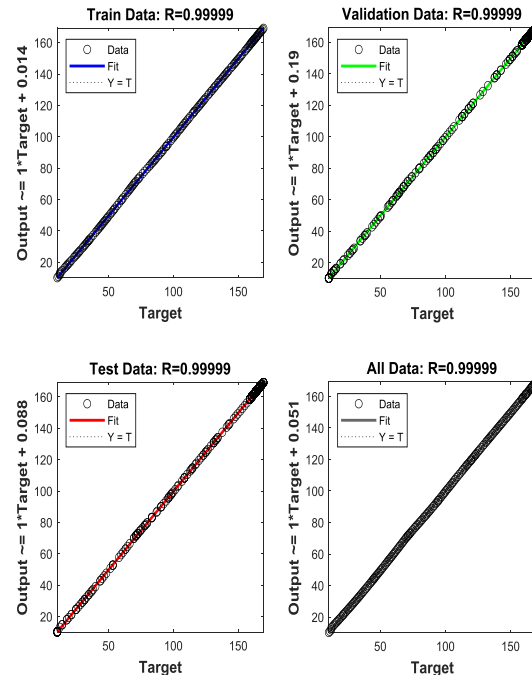 Train Data: R=0.99999
Output ~= 1*Target + 0.014
160
140
120
100
80
60
40
20
Data
Fit
Y = T
50
100
150
Target
Validation Data: R=0.99999
Output ~= 1*Target + 0.19
160
140
120
100
80
60
40
20
Data
Fit
Y = T
50
100
150
Target
Test Data: R=0.99999
Output ~= 1*Target + 0.088
160
140
120
100
80
60
40
20
Data
Fit
Y = T
50
100
150
Target
All Data: R=0.99999
Output ~= 1*Target + 0.051
160
140
120
100
80
60
40
20
Data
Fit
Y = T
50
100
150
Target